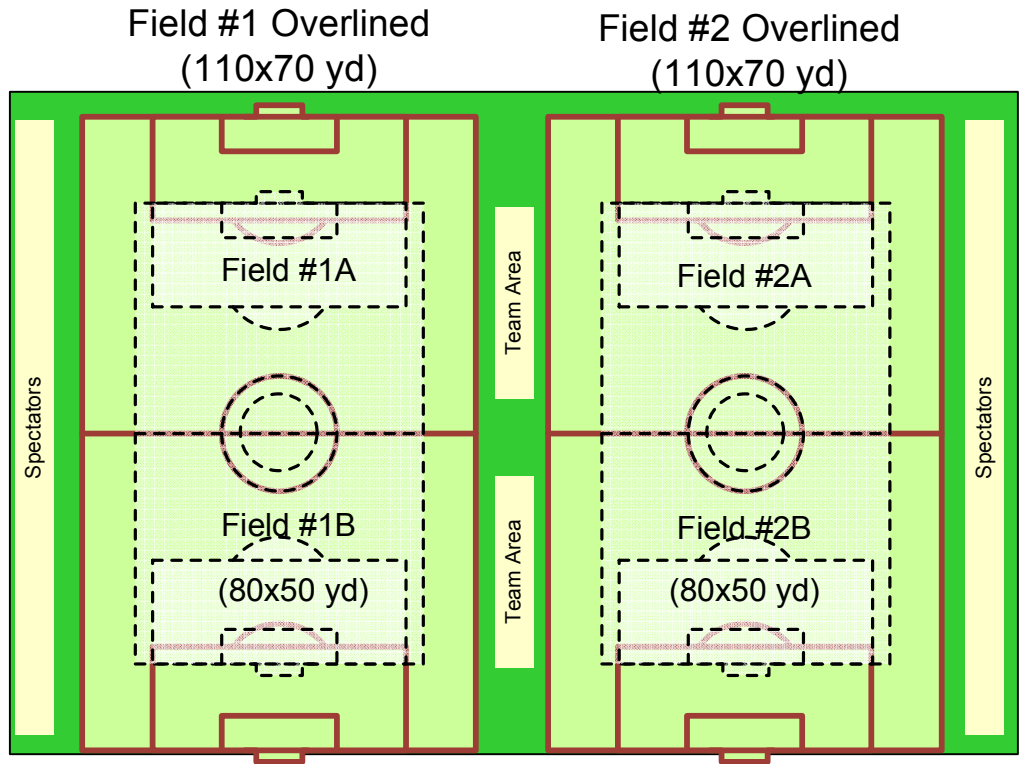 Field #1 Overlined
(110x70 yd)
Field #2 Overlined
(110x70 yd)
Spectators
Field #1A
Team Area
Field #2A
Spectators
Field #1B
(80x50 yd)
Team Area
Field #2B
(80x50 yd)